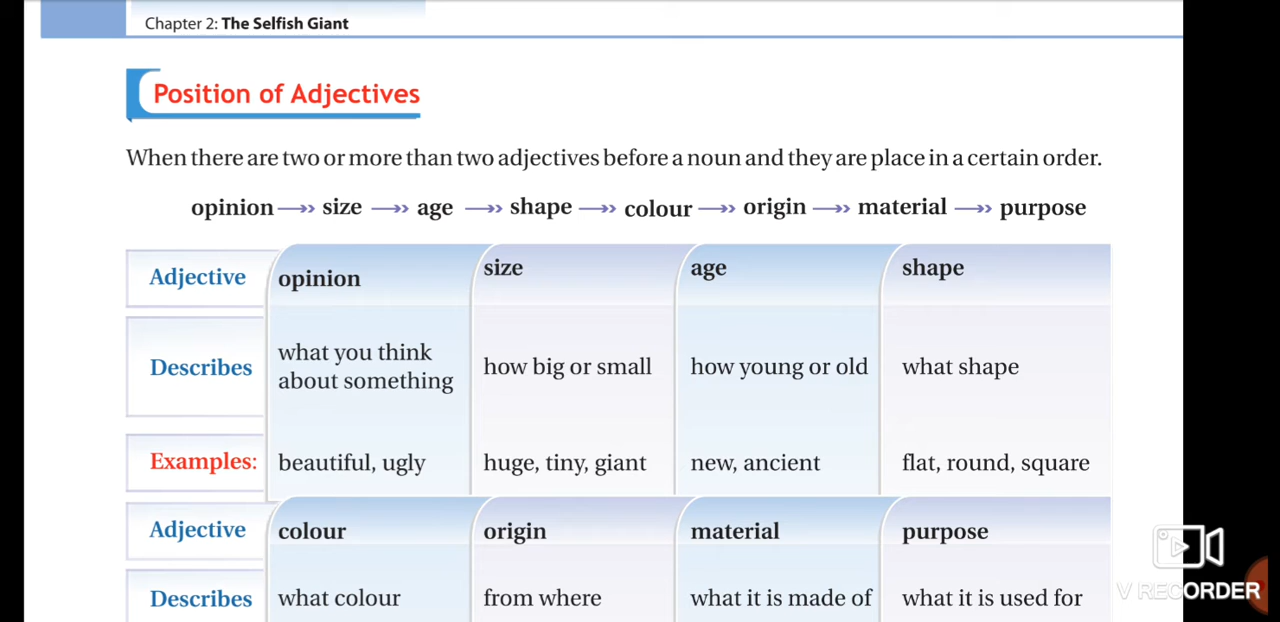 Chapter 2: The Selfish Giant
Position of Adjectives
When there are two or more than two adjectives before a noun and they are place in a certain order.
opinion →› size →› age →› shape →› colour →› origin →› material →› purpose
Adjective opinion size age shape
Describes what you think about something how big or small how young or old what shape
Examples: beautiful, ugly huge, tiny, giant new, ancient flat, round, square
Adjective colour origin material purpose
Describes what colour from where what it is made of what it is used for
V RECORDER